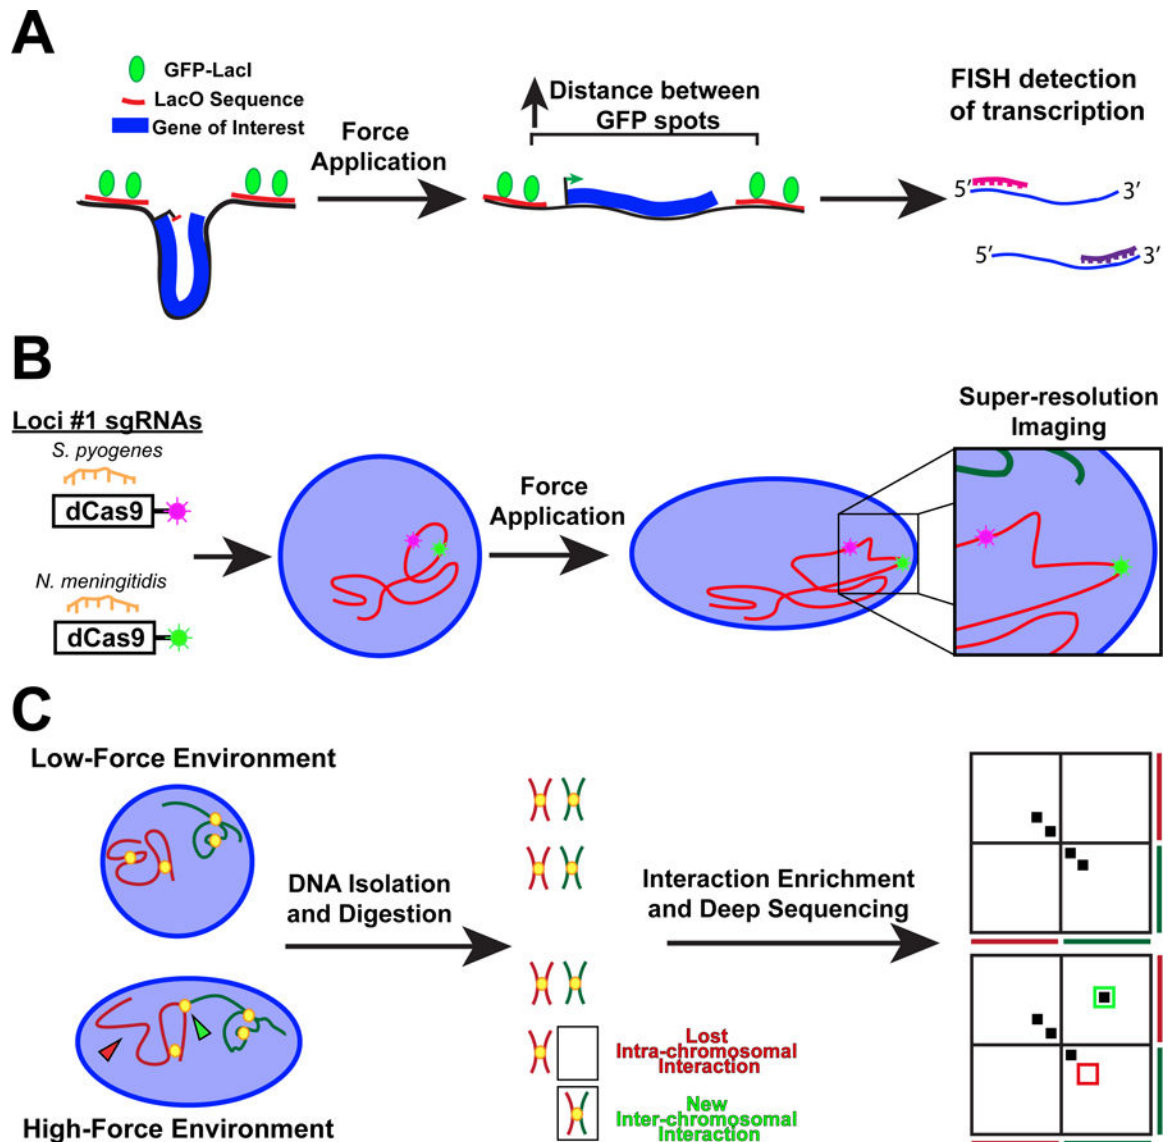 A
GFP-LacI
LacO Sequence
Gene of Interest
Force
Application
Distance between
GFP spots
FISH detection
of transcription
5′
3′
5′
3′
B
Loci #1 sgRNAs
S. pyogenes
dCas9
N. meningitidis
dCas9
Force
Application
Super-resolution
Imaging
C
Low-Force Environment
High-Force Environment
DNA Isolation
and Digestion
Interaction Enrichment
and Deep Sequencing
Lost
Intra-chromosomal
Interaction
New
Inter-chromosomal
Interaction